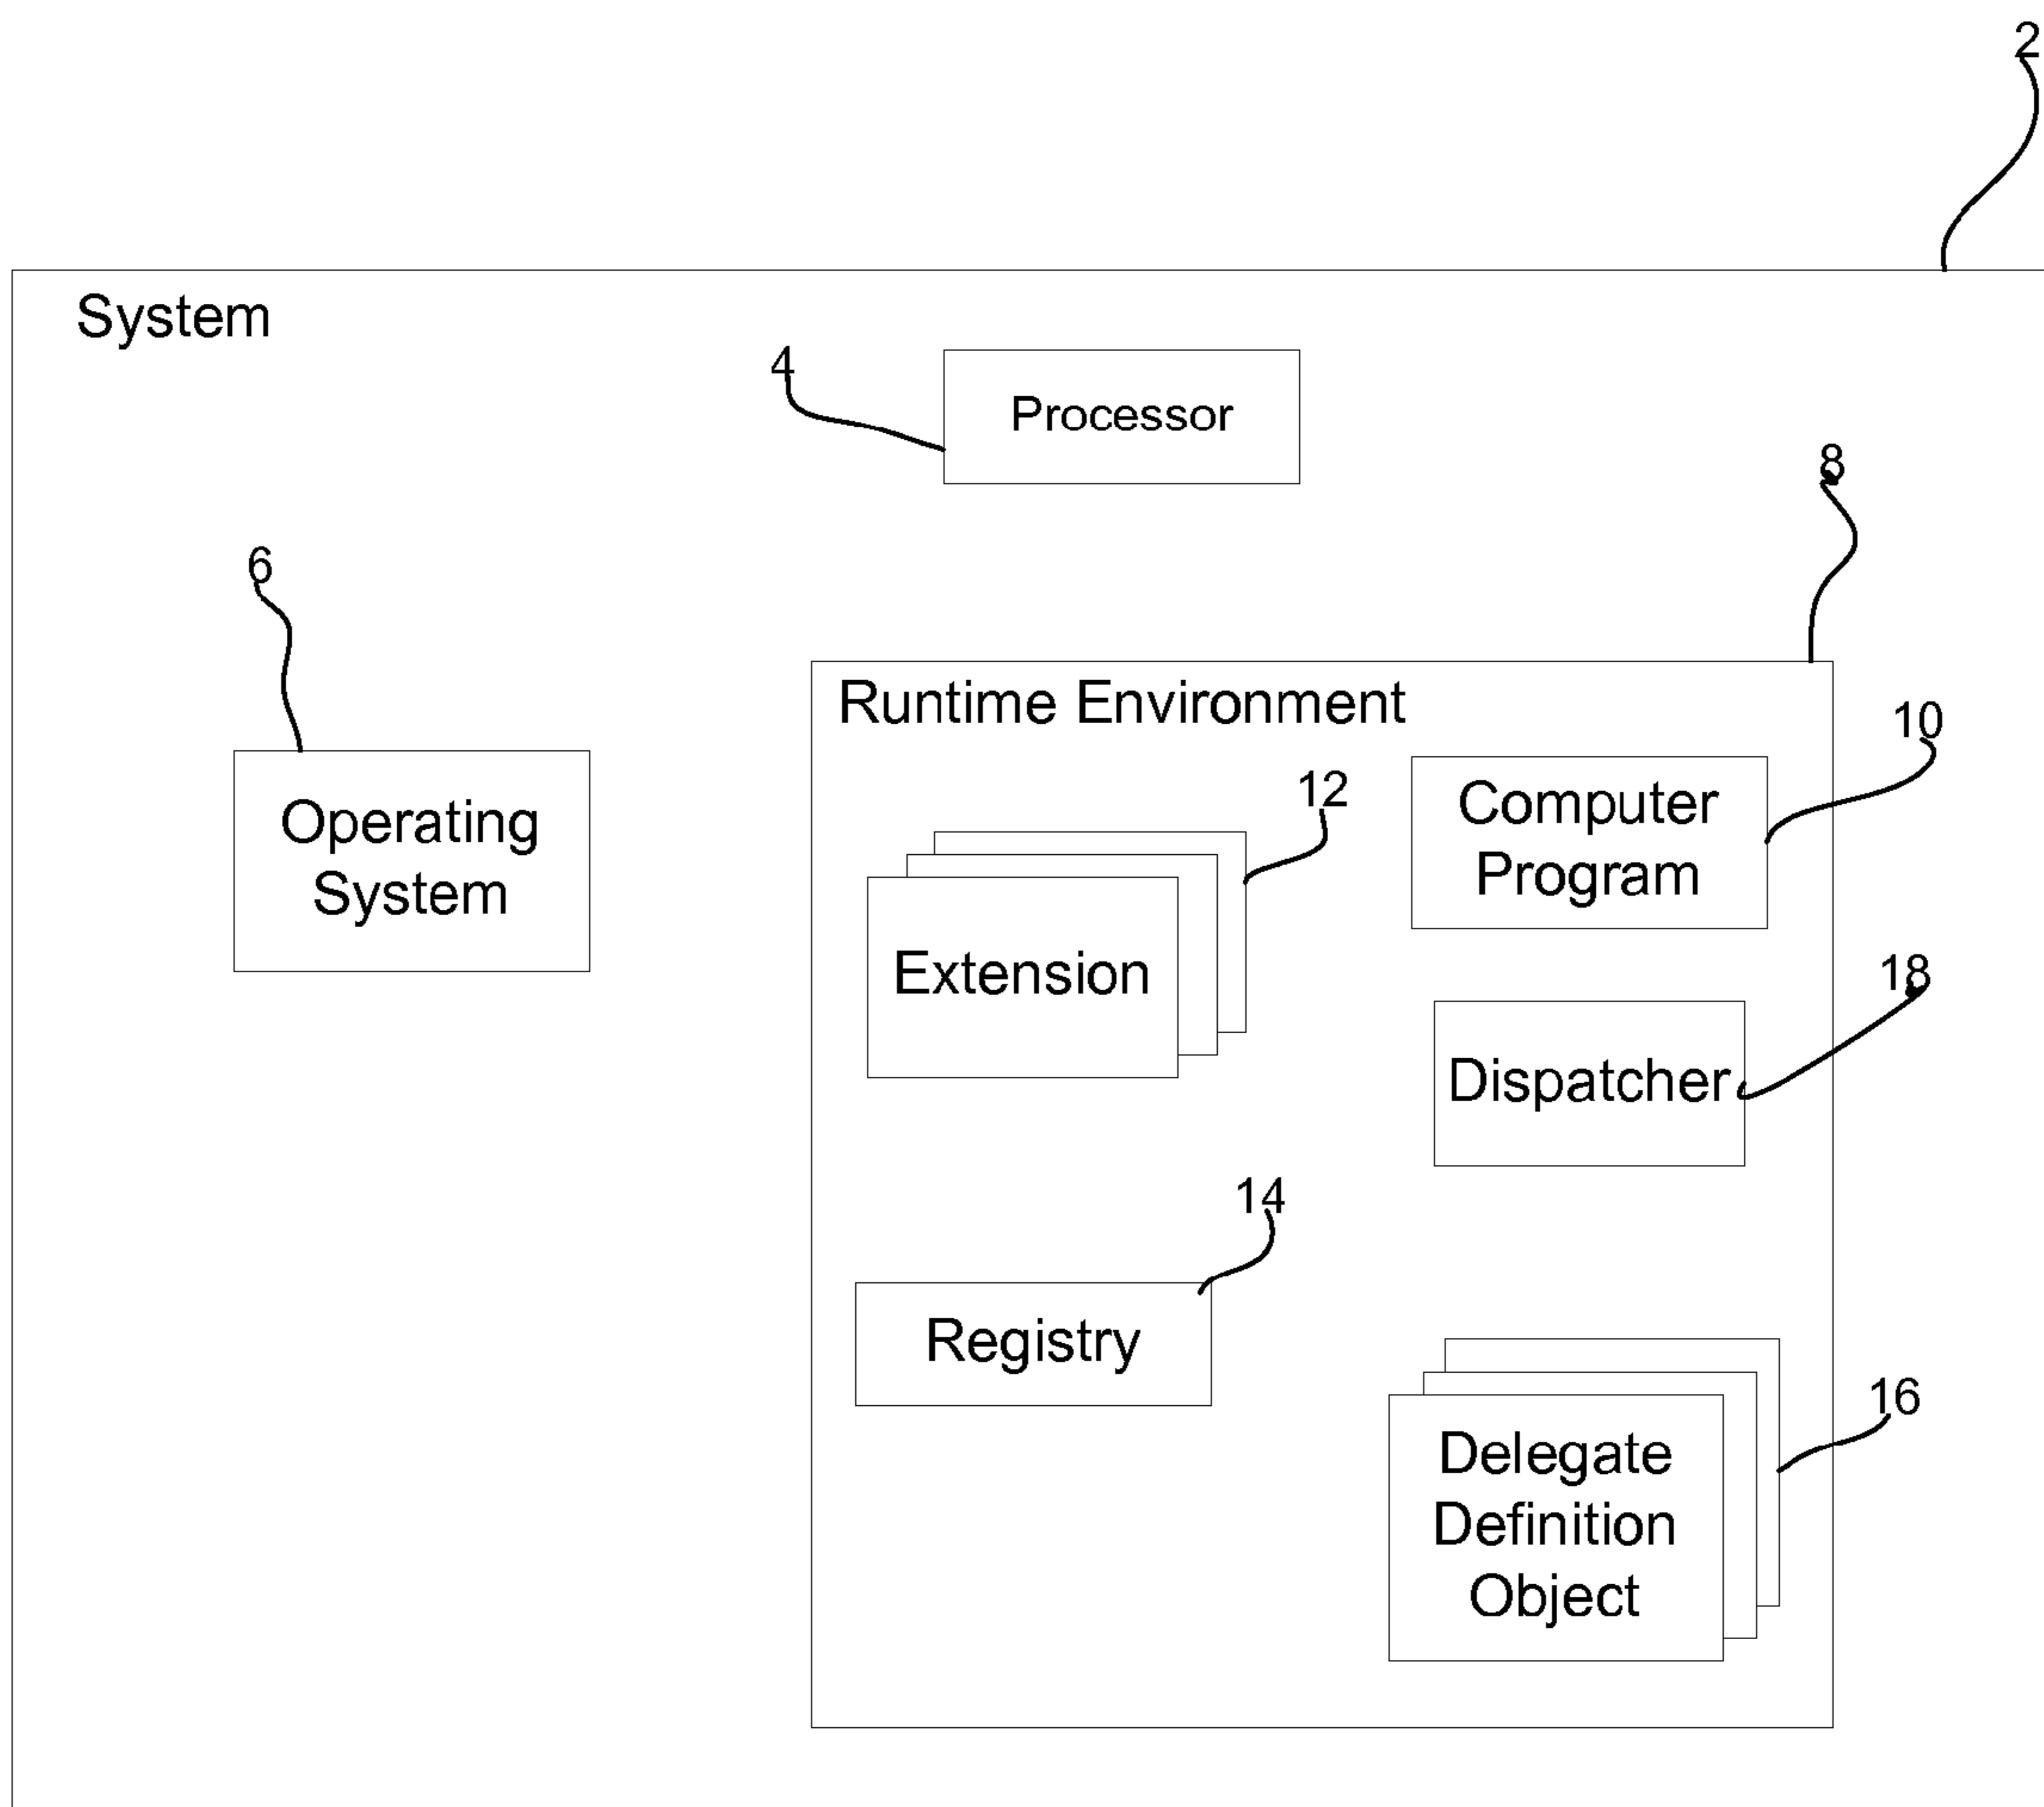 2
System
4
Processor
8
6
Runtime Environment
10
12
Computer
Program
Operating
System
Extension
18
Dispatcher
14
Registry
16
Delegate
Definition
Object